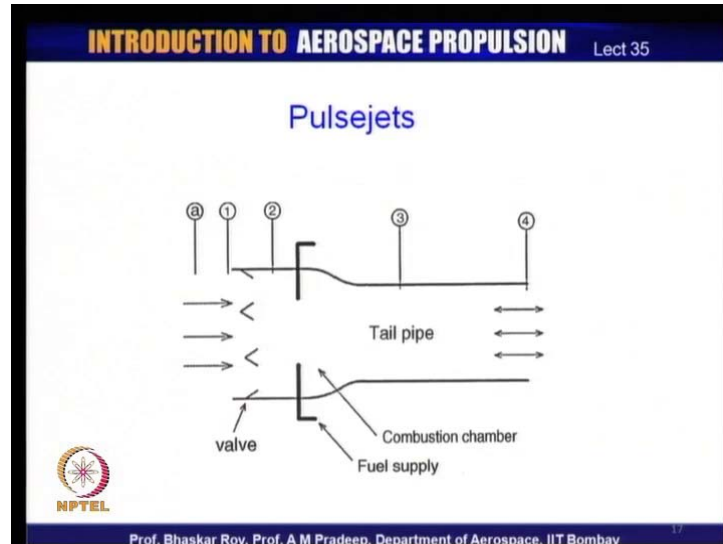 INTRODUCTION TO AEROSPACE PROPULSION Lect 35
Pulsejets
ⓐ ① ② ③ ④
Tail pipe
valve
Combustion chamber
Fuel supply
NPTEL
17
Prof. Bhaskar Roy, Prof. A M Pradeep, Department of Aerospace, IIT Bombay